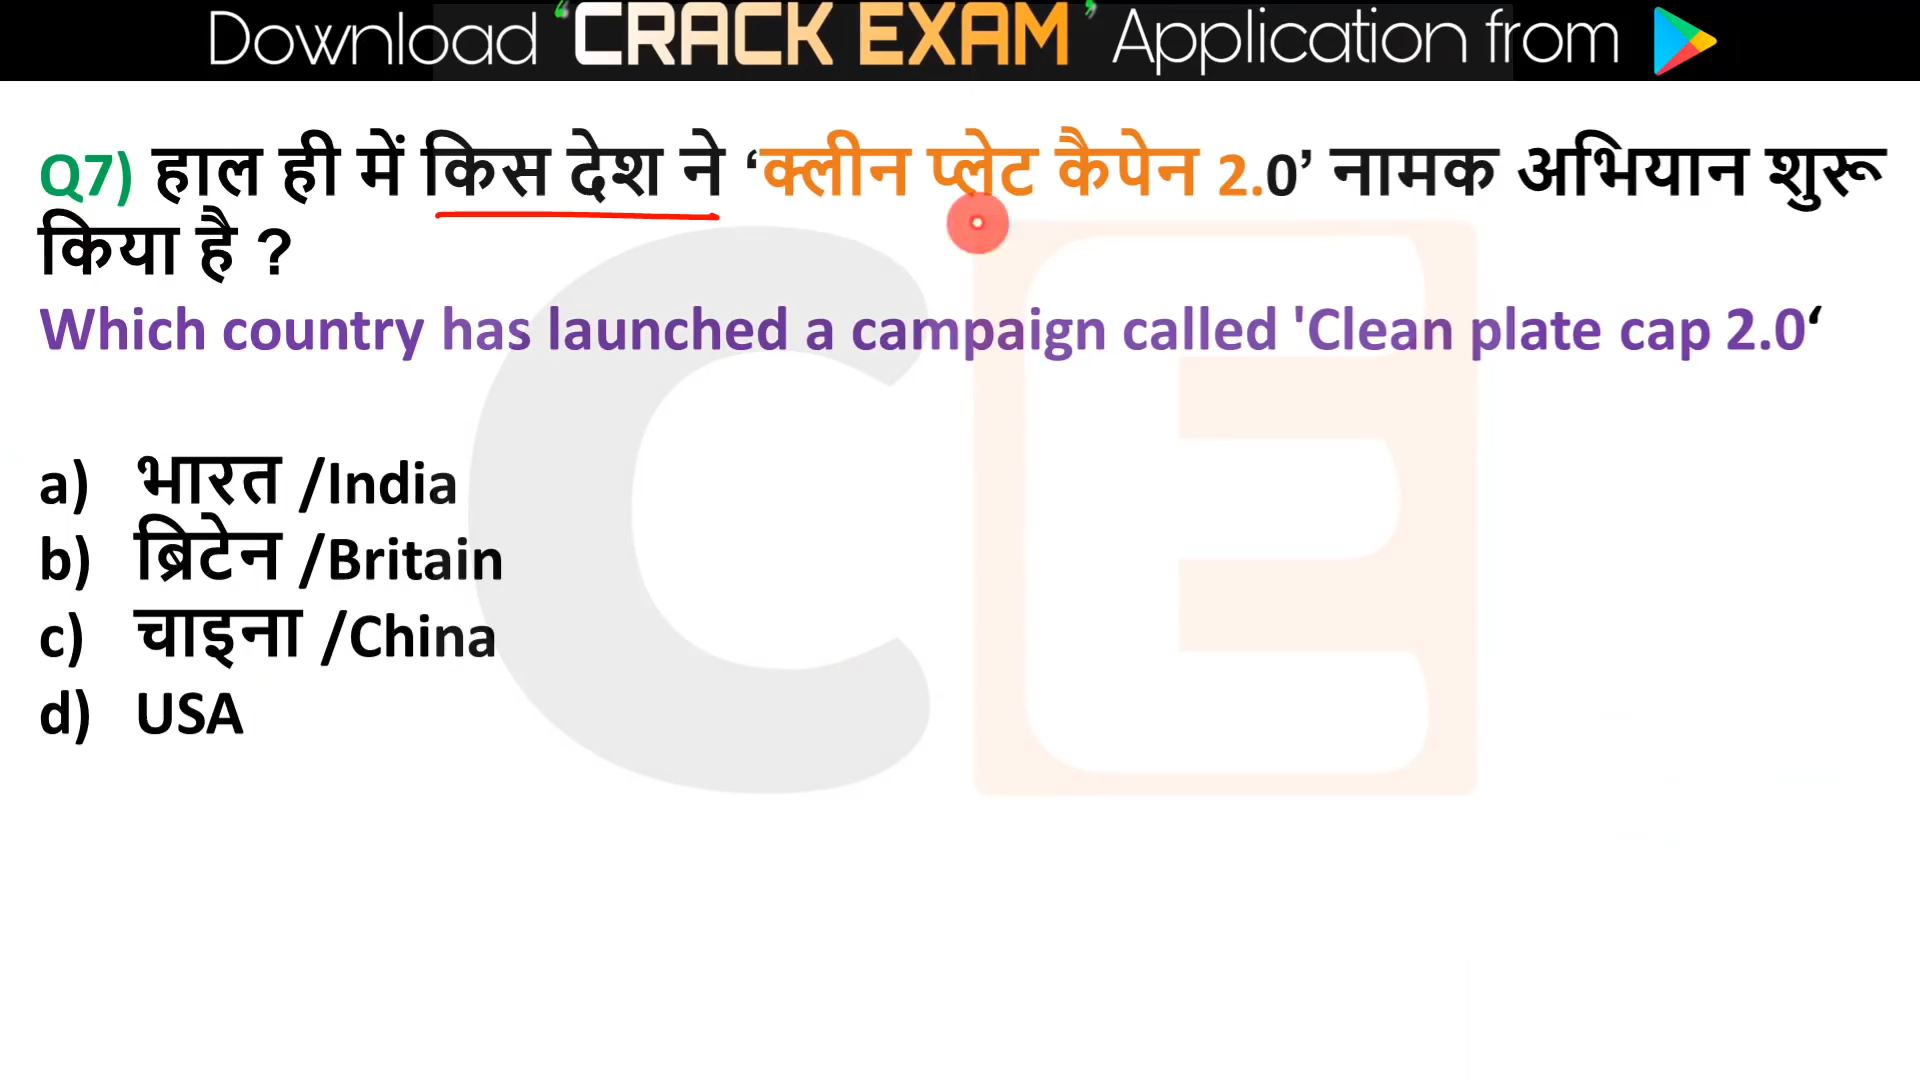 Download ‘CRACK EXAM’ Application from
Q7) हाल ही में किस देश ने ‘क्लीन प्लेट कैपेन 2.0’ नामक अभियान शुरू
किया है ?
Which country has launched a campaign called 'Clean plate cap 2.0‘
a) भारत /India
b) ब्रिटेन /Britain
c) चाइना /China
d) USA
CE